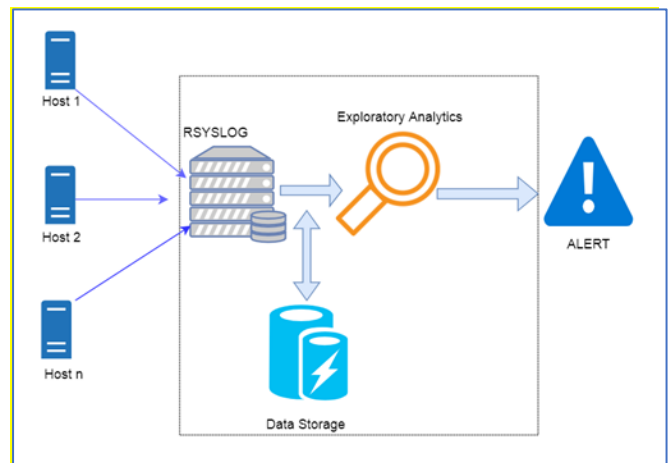 Host 1
RSYSLOG
Exploratory Analytics
Host 2
ALERT
Host n
Data Storage